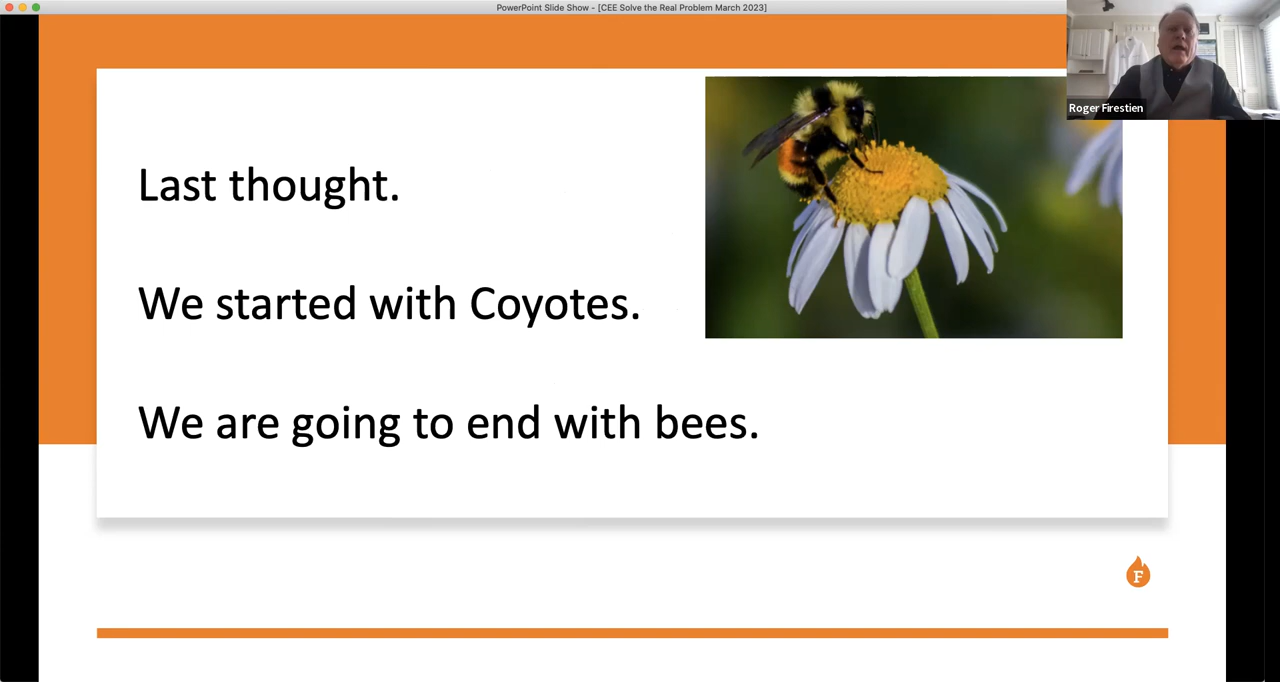 PowerPoint Slide Show - [CEE Solve the Real Problem March 2023]
Roger Firestien
Last thought.
We started with Coyotes.
We are going to end with bees.
F